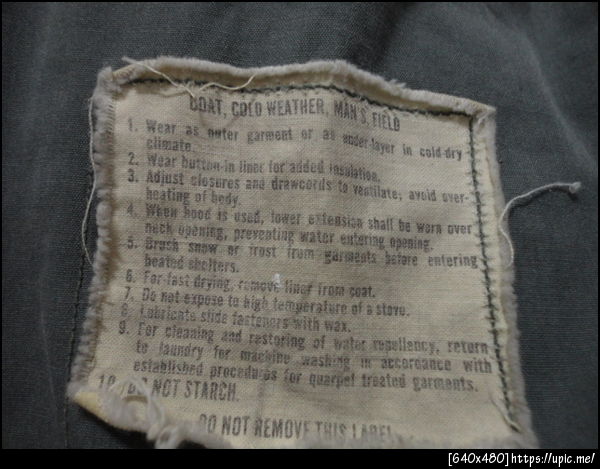 COAT, COLD WEATHER, MAN'S, FIELD
1. Wear as outer garment or as under-layer in cold-dry
climate.
2. Wear button-in liner for added insulation.
3. Adjust closures and drawcords to ventilate; avoid over-
heating of body.
4. When hood is used, lower extension shall be worn over
neck opening, preventing water entering opening.
5. Brush snow or frost from garments before entering
heated shelters.
6. For fast drying, remove liner from coat.
7. Do not expose to high temperature of a stove.
8. Lubricate slide fasteners with wax.
9. For cleaning and restoring of water repellency, return
to laundry for machine washing in accordance with
established procedures for quarpel treated garments.
10. DO NOT STARCH.
DO NOT REMOVE THIS LABEL
[640x480]https://upic.me/